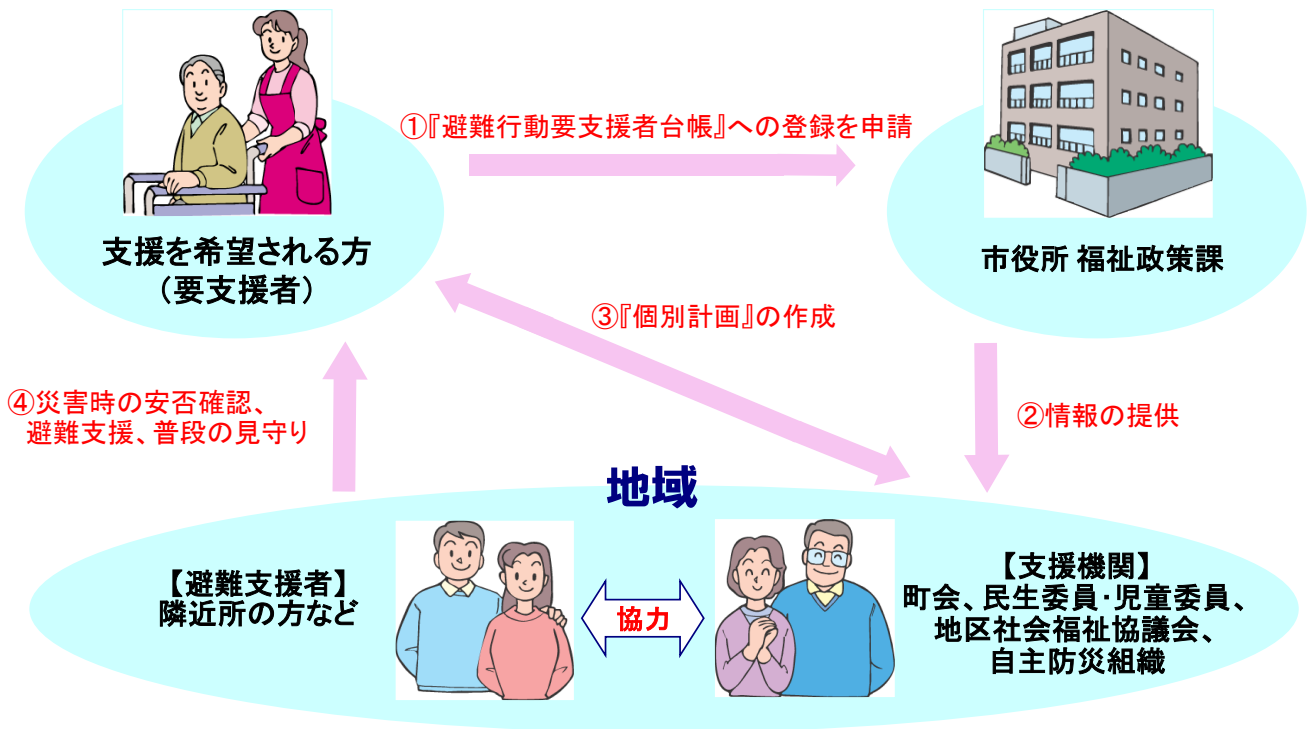 ①『避難行動要支援者台帳』への登録を申請
支援を希望される方
（要支援者）
市役所 福祉政策課
③『個別計画』の作成
④災害時の安否確認、
避難支援、普段の見守り
②情報の提供
地域
【避難支援者】
隣近所の方など
協力
【支援機関】
町会、民生委員・児童委員、
地区社会福祉協議会、
自主防災組織